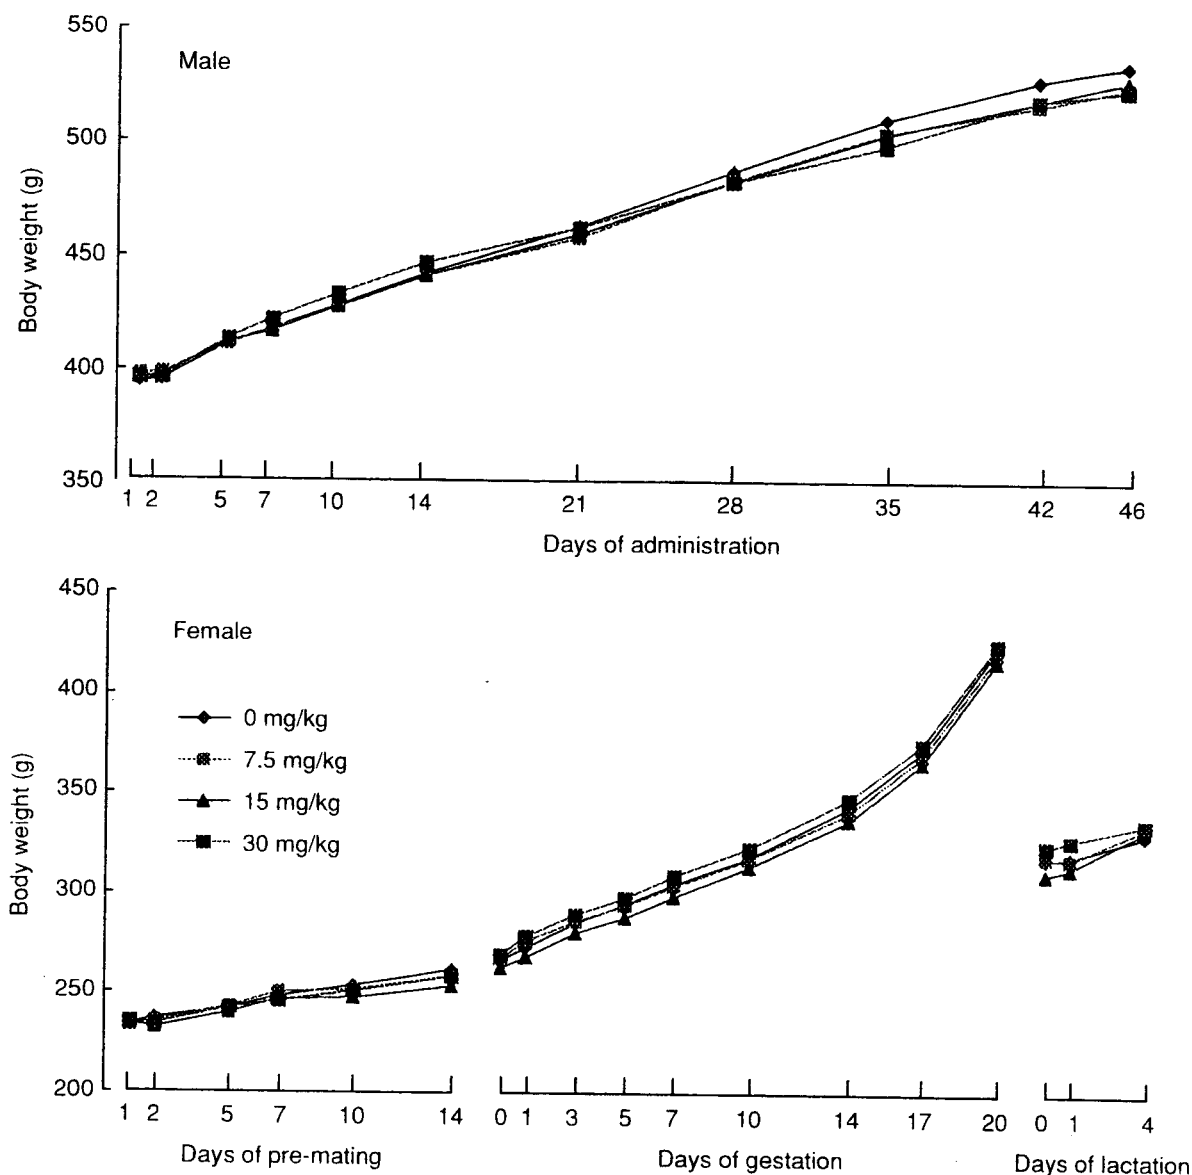 550
Male
500
450
400
350
Body weight (g)
1 2 5 7 10 14 21 28 35 42 46
Days of administration
450
Female
400
0 mg/kg
7.5 mg/kg
350
15 mg/kg
30 mg/kg
300
250
200
Body weight (g)
1 2 5 7 10 14 0 1 3 5 7 10 14 17 20 0 1 4
Days of pre-mating Days of gestation Days of lactation